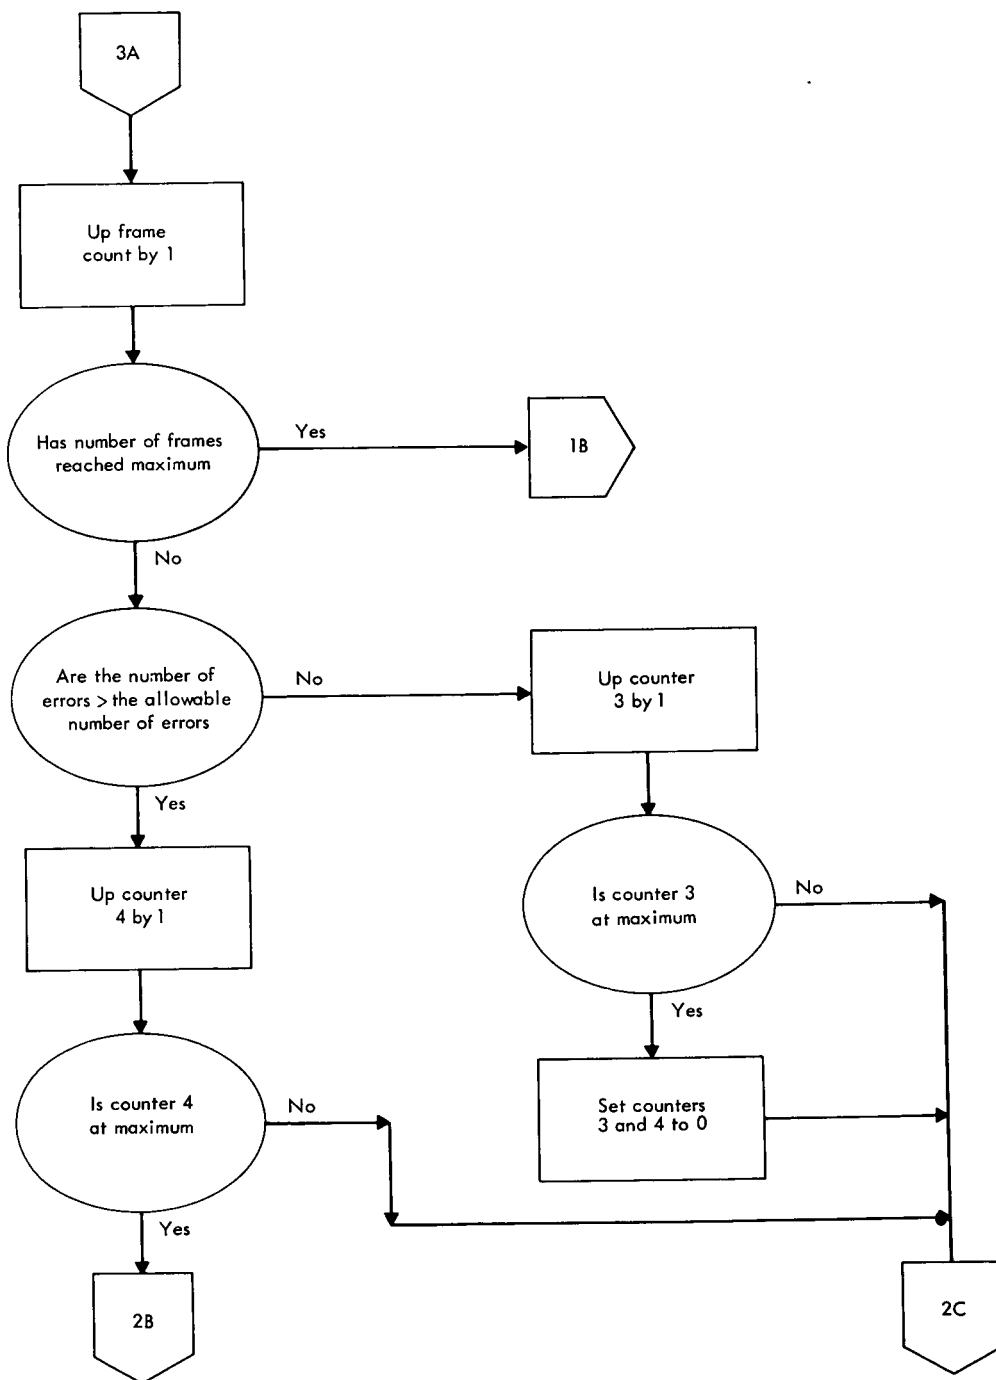 3A
Up frame
count by 1
Has number of frames
reached maximum
Yes
1B
No
Are the number of
errors > the allowable
number of errors
No
Up counter
3 by 1
Yes
Up counter
4 by 1
Is counter 3
at maximum
No
Yes
Is counter 4
at maximum
No
Set counters
3 and 4 to 0
Yes
2B
2C